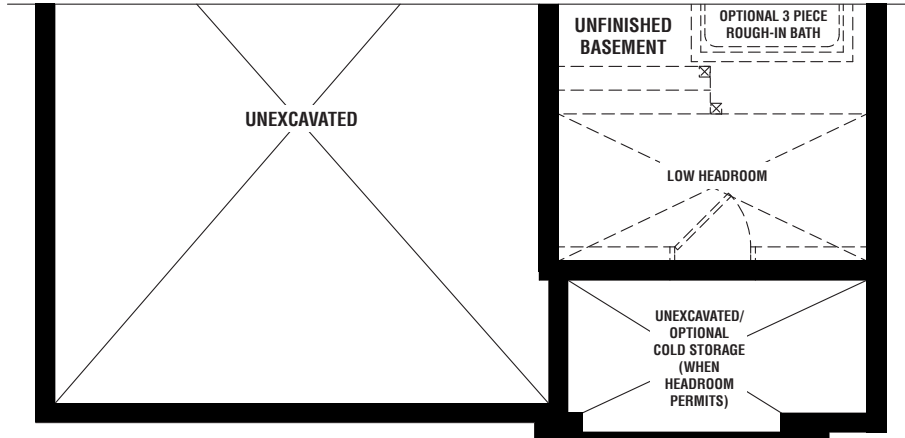 UNEXCAVATED
UNFINISHED
BASEMENT
OPTIONAL 3 PIECE
ROUGH-IN BATH
LOW HEADROOM
UNEXCAVATED/
OPTIONAL
COLD STORAGE
(WHEN
HEADROOM
PERMITS)